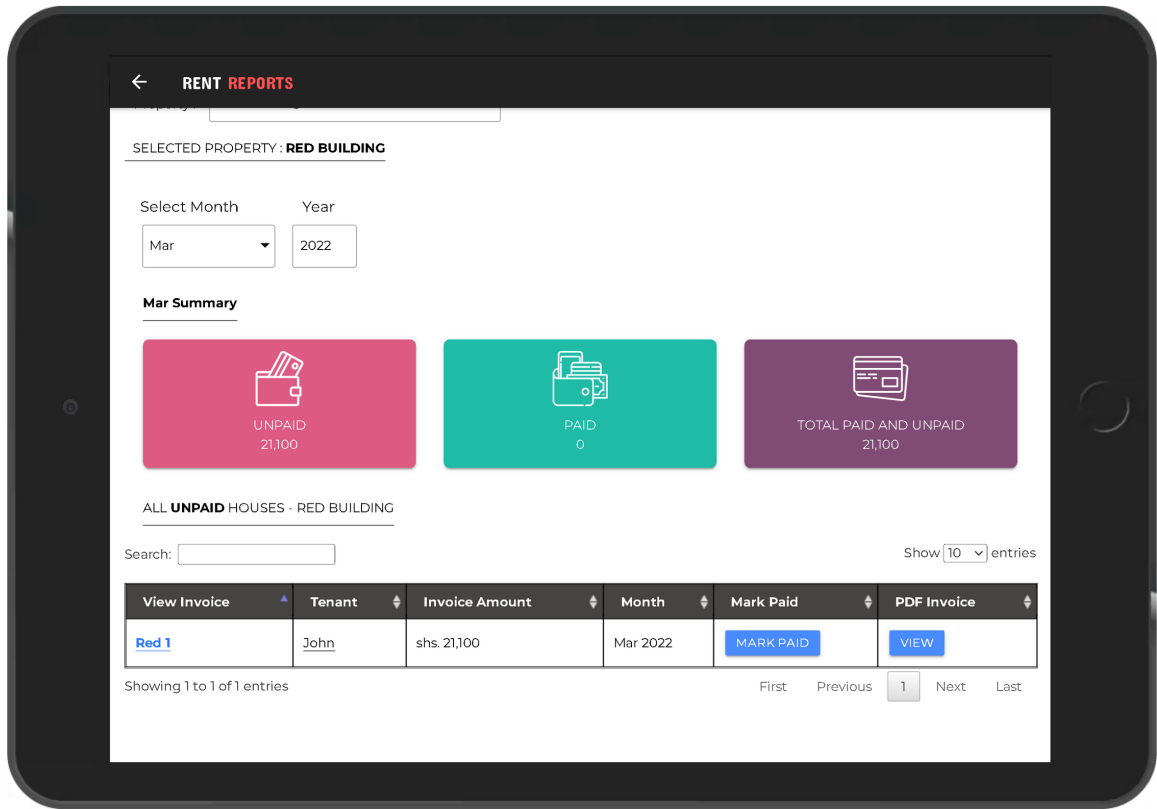 RENT REPORTS
SELECTED PROPERTY : RED BUILDING
Select Month Year
Mar 2022
Mar Summary
UNPAID
21,100
PAID
0
TOTAL PAID AND UNPAID
21,100
ALL UNPAID HOUSES - RED BUILDING
Search: Show 10 entries
View Invoice Tenant Invoice Amount Month Mark Paid PDF Invoice
Red 1 John shs. 21,100 Mar 2022 MARK PAID VIEW
Showing 1 to 1 of 1 entries First Previous 1 Next Last